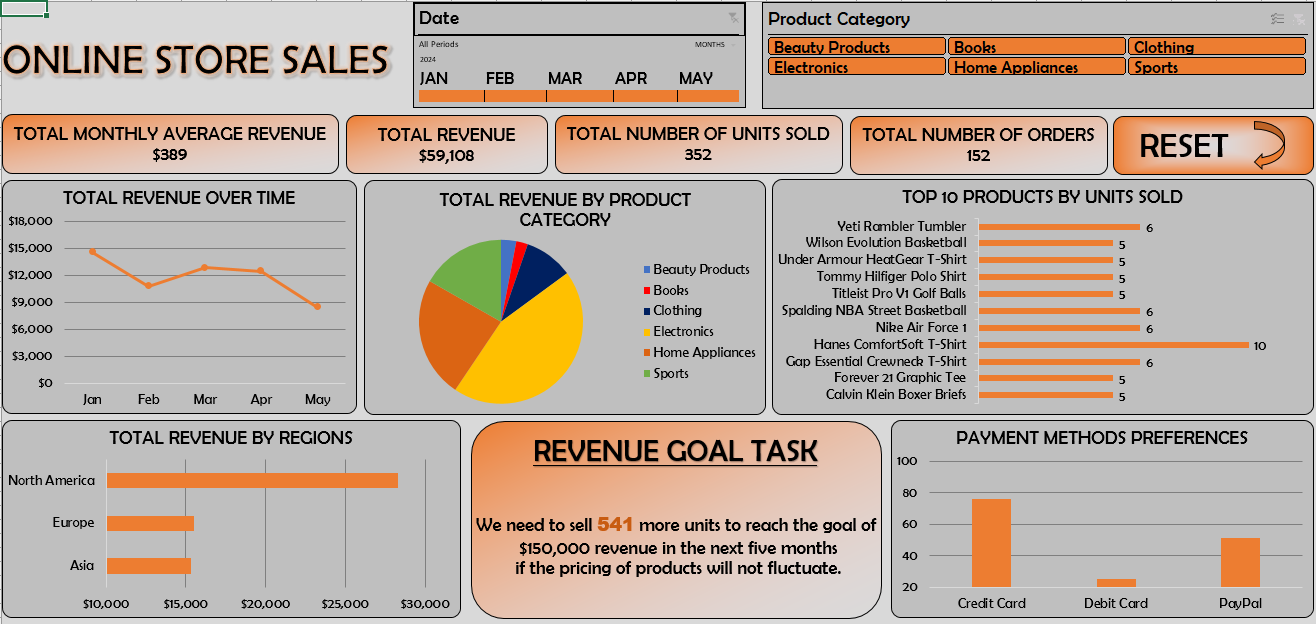 ONLINE STORE SALES
Date
All Periods
MONTHS
2024
JAN FEB MAR APR MAY
Product Category
Beauty Products Books Clothing
Electronics Home Appliances Sports
TOTAL MONTHLY AVERAGE REVENUE
$389
TOTAL REVENUE
$59,108
TOTAL NUMBER OF UNITS SOLD
352
TOTAL NUMBER OF ORDERS
152
RESET
TOTAL REVENUE OVER TIME
$18,000
$15,000
$12,000
$9,000
$6,000
$3,000
$0
Jan Feb Mar Apr May
TOTAL REVENUE BY PRODUCT
CATEGORY
Beauty Products
Books
Clothing
Electronics
Home Appliances
Sports
TOP 10 PRODUCTS BY UNITS SOLD
Yeti Rambler Tumbler 6
Wilson Evolution Basketball 5
Under Armour HeatGear T-Shirt 5
Tommy Hilfiger Polo Shirt 5
Titleist Pro V1 Golf Balls 5
Spalding NBA Street Basketball 6
Nike Air Force 1 6
Hanes ComfortSoft T-Shirt 10
Gap Essential Crewneck T-Shirt 6
Forever 21 Graphic Tee 5
Calvin Klein Boxer Briefs 5
TOTAL REVENUE BY REGIONS
North America
Europe
Asia
$10,000 $15,000 $20,000 $25,000 $30,000
REVENUE GOAL TASK
We need to sell 541 more units to reach the goal of
$150,000 revenue in the next five months
if the pricing of products will not fluctuate.
PAYMENT METHODS PREFERENCES
100
80
60
40
20
Credit Card Debit Card PayPal